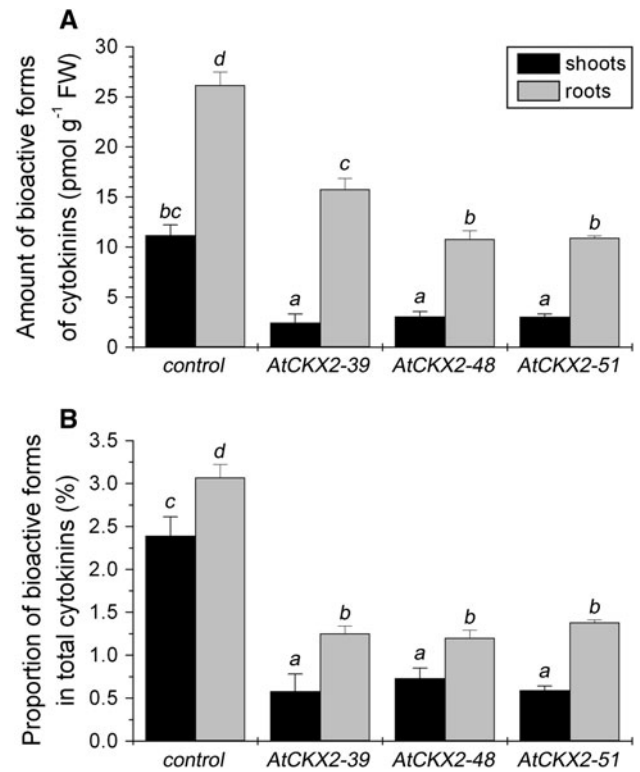 A
Amount of bioactive forms
of cytokinins (pmol g⁻¹ FW)
30
25
20
15
10
5
0
shoots
roots
bc
d
a
c
a
b
a
b
control
AtCKX2-39
AtCKX2-48
AtCKX2-51
B
Proportion of bioactive forms
in total cytokinins (%)
3.5
3.0
2.5
2.0
1.5
1.0
0.5
0.0
c
d
a
b
a
b
a
b
control
AtCKX2-39
AtCKX2-48
AtCKX2-51